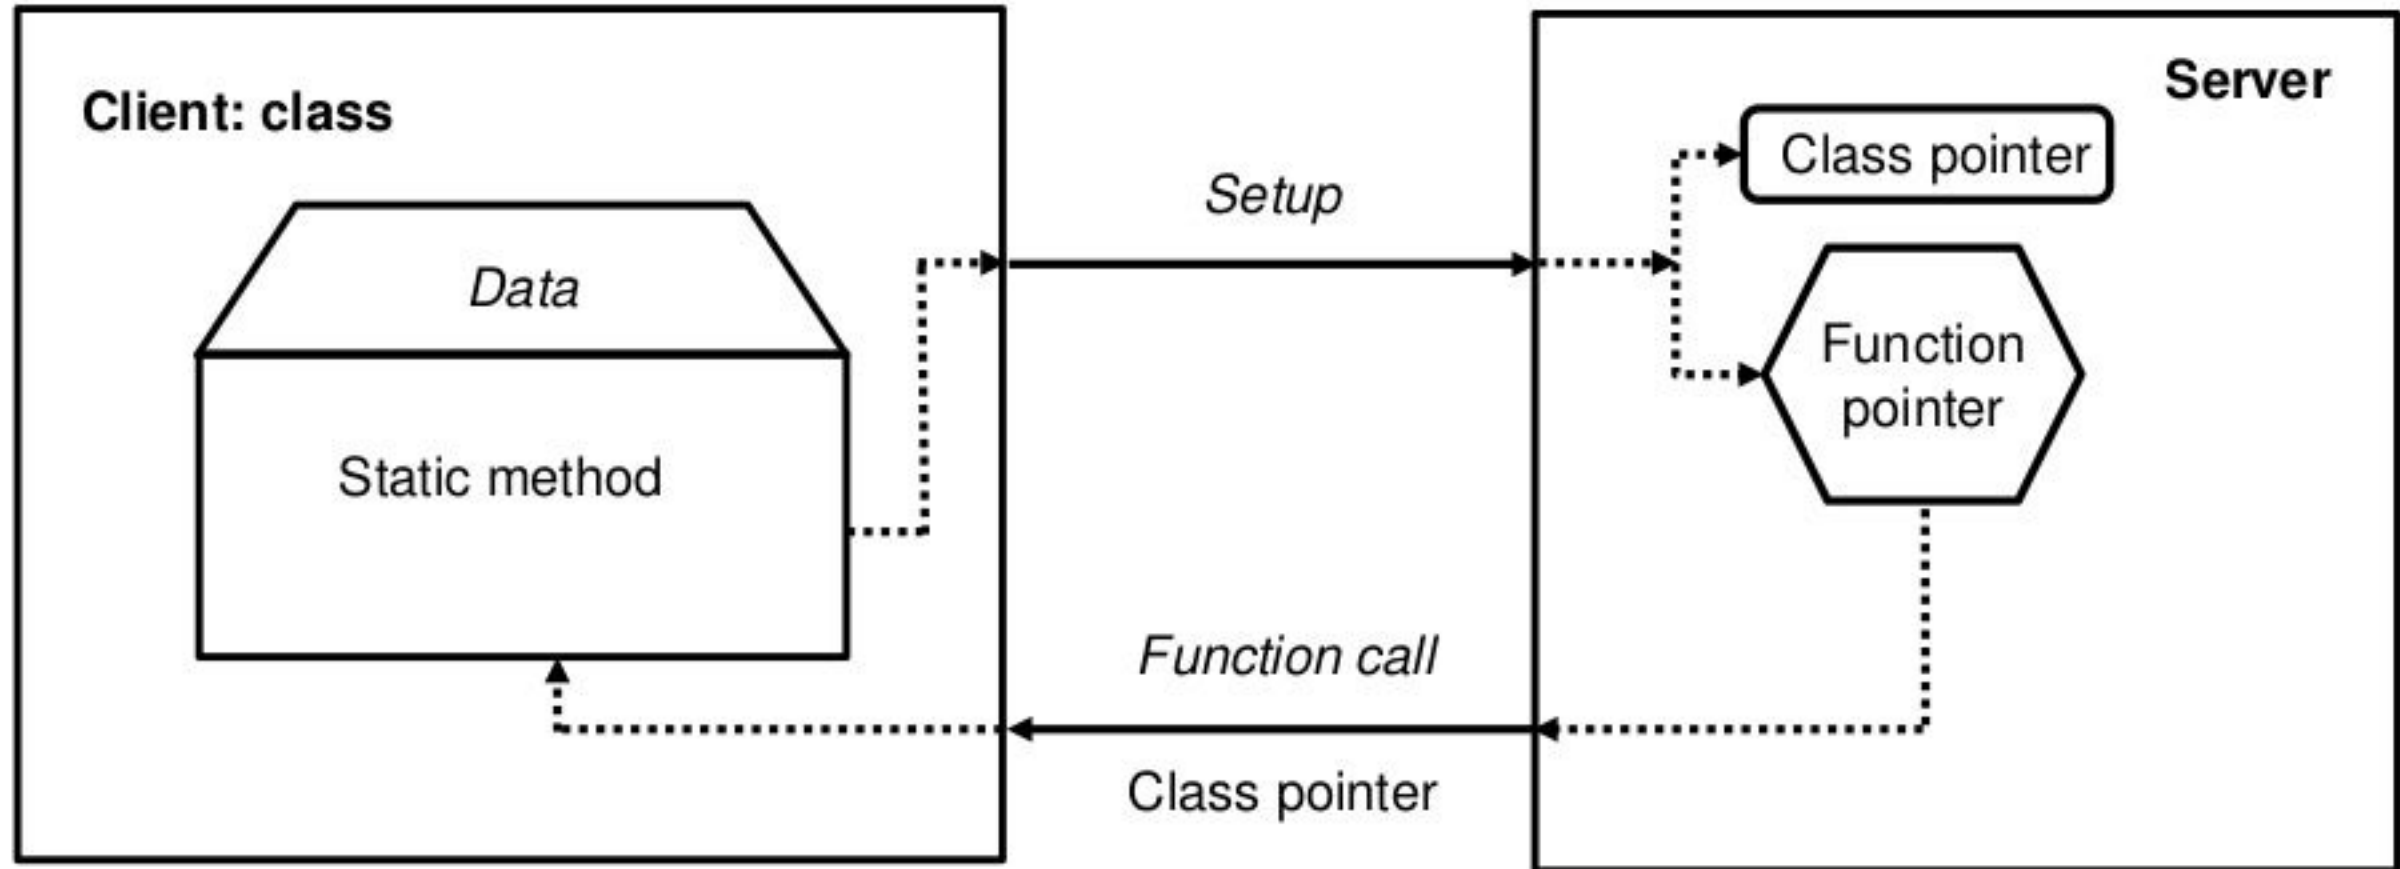 Client: class
Data
Static method
Setup
Function call
Class pointer
Server
Class pointer
Function
pointer